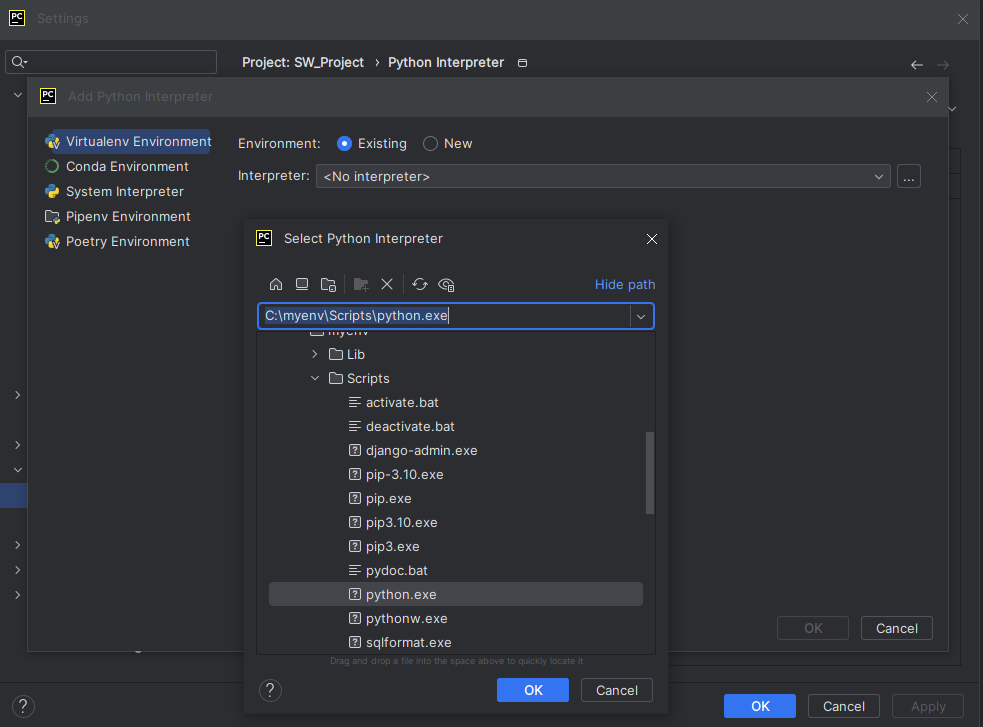 PC Settings
Project: SW_Project › Python Interpreter
PC Add Python Interpreter
Virtualenv Environment
Conda Environment
System Interpreter
Pipenv Environment
Poetry Environment
Environment: Existing New
Interpreter: <No interpreter> ...
PC Select Python Interpreter
Hide path
C:\myenv\Scripts\python.exe
myenv
Lib
Scripts
activate.bat
deactivate.bat
django-admin.exe
pip-3.10.exe
pip.exe
pip3.10.exe
pip3.exe
pydoc.bat
python.exe
pythonw.exe
sqlformat.exe
Drag and drop a file into the space above to quickly locate it
? OK Cancel
OK Cancel
? OK Cancel Apply